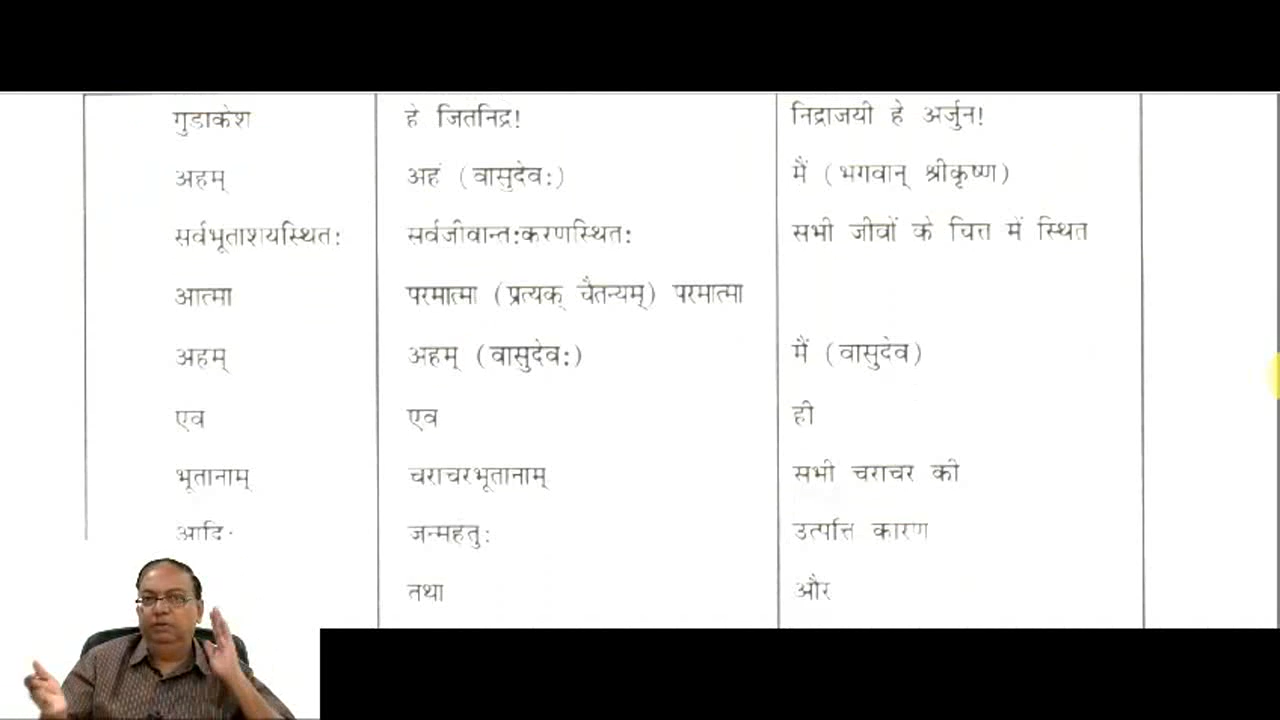 गुडाकेश हे जितनिद्रे! निद्राजयी हे अर्जुन!
अहम् अहं (वासुदेवः) मैं (भगवान् श्रीकृष्ण)
सर्वभूताशयस्थितः सर्वजीवान्तःकरणस्थितः सभी जीवों के चित्त में स्थित
आत्मा परमात्मा (प्रत्यक् चैतन्यम्) परमात्मा
अहम् अहम् (वासुदेवः) मैं (वासुदेव)
एव एव ही
भूतानाम् चराचरभूतानाम् सभी चराचर की
आदिः जन्महेतुः उत्पत्ति कारण
तथा और